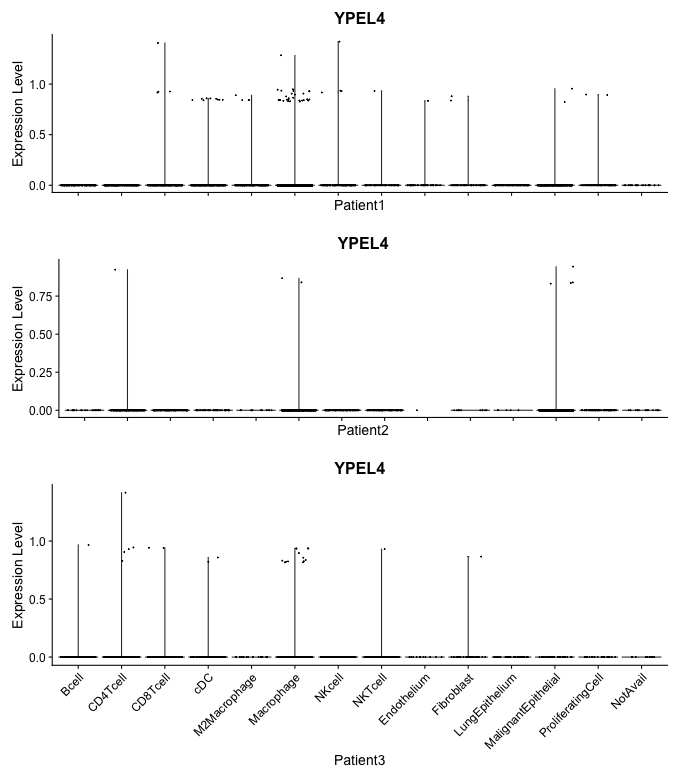 YPEL4
Expression Level
1.0
0.5
0.0
Patient1
YPEL4
Expression Level
0.75
0.50
0.25
0.00
Patient2
YPEL4
Expression Level
1.0
0.5
0.0
Bcell
CD4Tcell
CD8Tcell
cDC
M2Macrophage
Macrophage
NKcell
NKTcell
Endothelium
Fibroblast
LungEpithelium
MalignantEpithelial
ProliferatingCell
NotAvail
Patient3